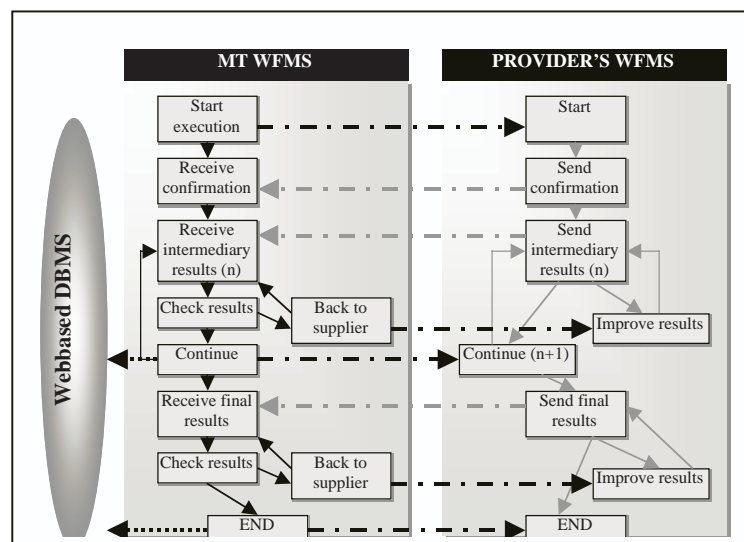 MT WFMS
PROVIDER'S WFMS
Webbased DBMS
Start
execution
Start
Receive
confirmation
Send
confirmation
Receive
intermediary
results (n)
Send
intermediary
results (n)
Check results
Back to
supplier
Improve results
Continue
Continue (n+1)
Receive final
results
Send final
results
Check results
Back to
supplier
Improve results
END
END